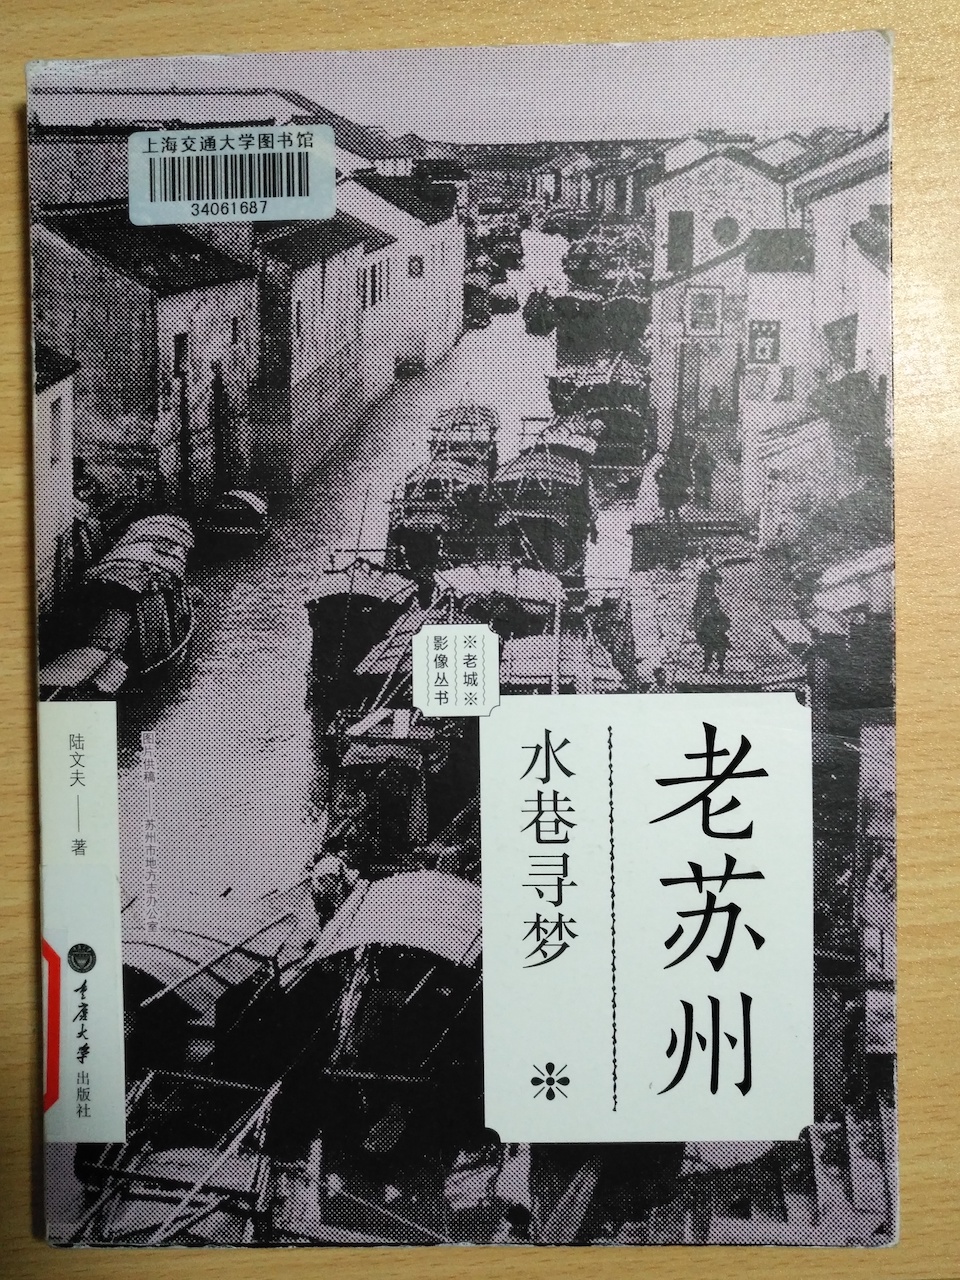 上海交通大学图书馆
34061687
※老城※
影像丛书
老苏州
水巷寻梦
陆文夫——著
图片供稿——苏州市地方志办公室
重庆大学出版社